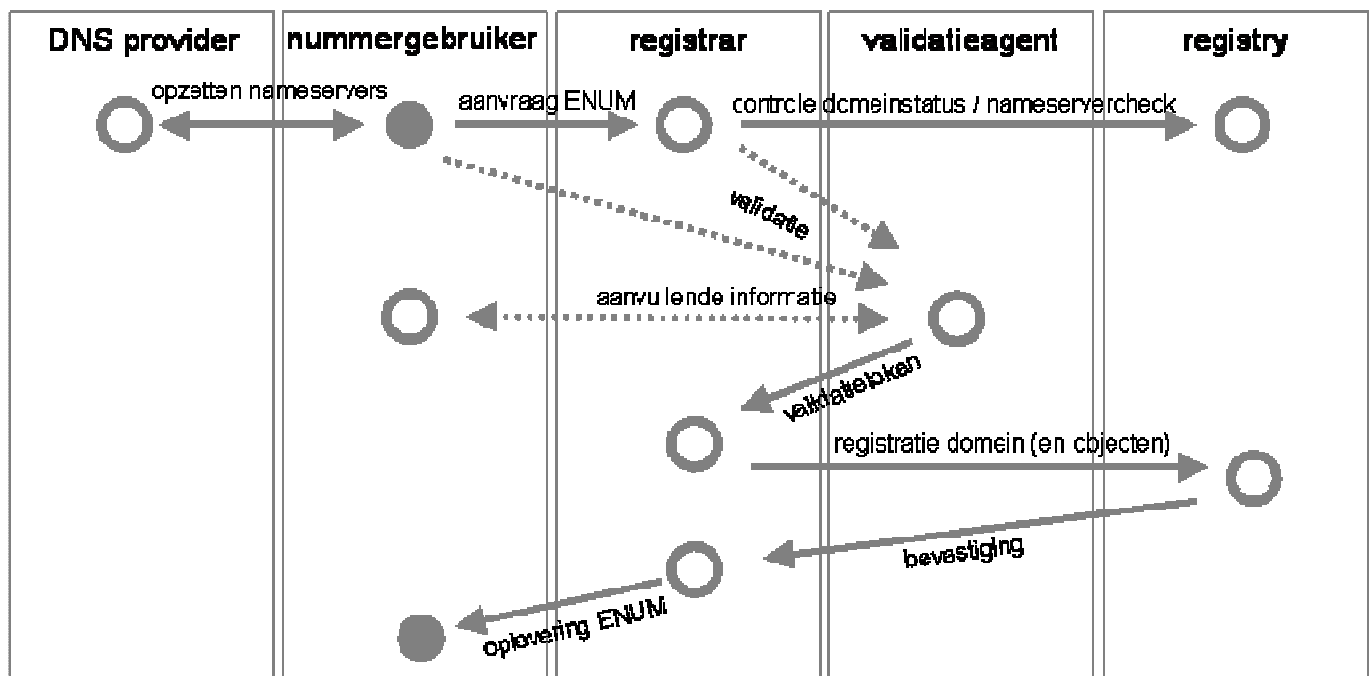 DNS provider
nummergebruiker
registrar
validatieagent
registry
opzetten nameservers
aanvraag ENUM
controle domeinstatus / nameservercheck
validatie
aanvullende informatie
validatietoken
registratie domein (en objecten)
bevestiging
oplevering ENUM